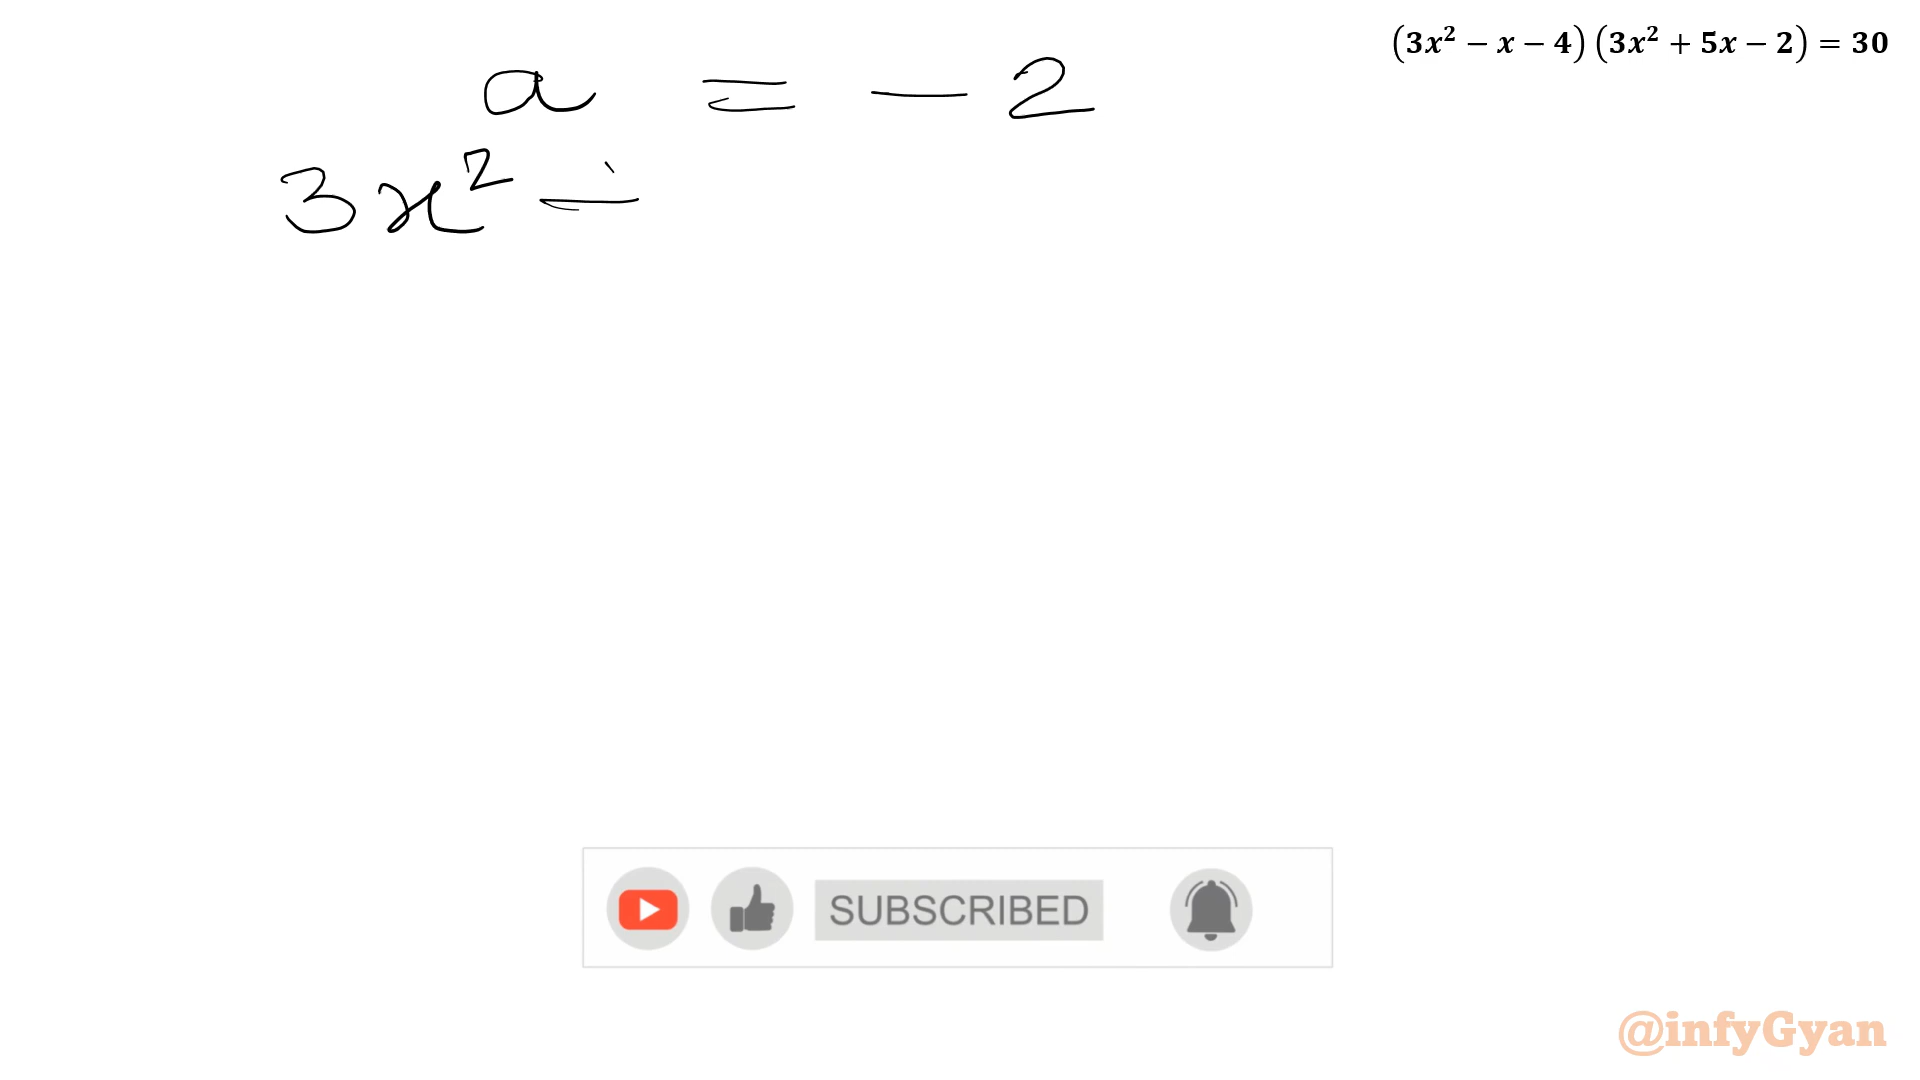 (3x² − x − 4)(3x² + 5x − 2) = 30
a = − 2
3x² −
SUBSCRIBED
@infyGyan